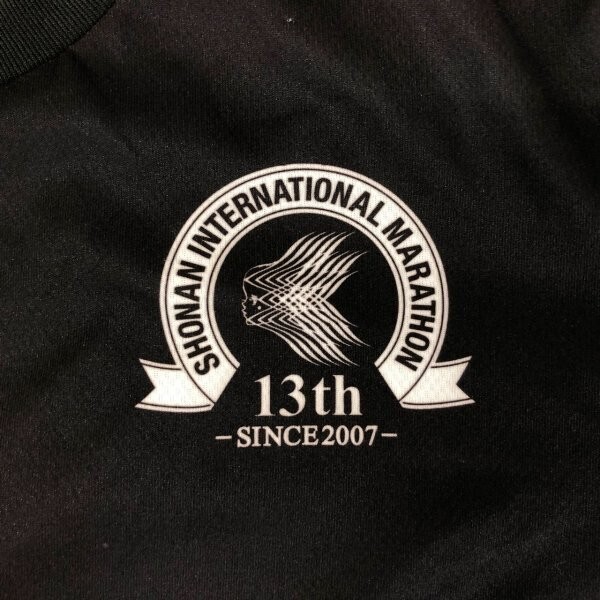 SHONAN INTERNATIONAL MARATHON
13th
-SINCE2007-